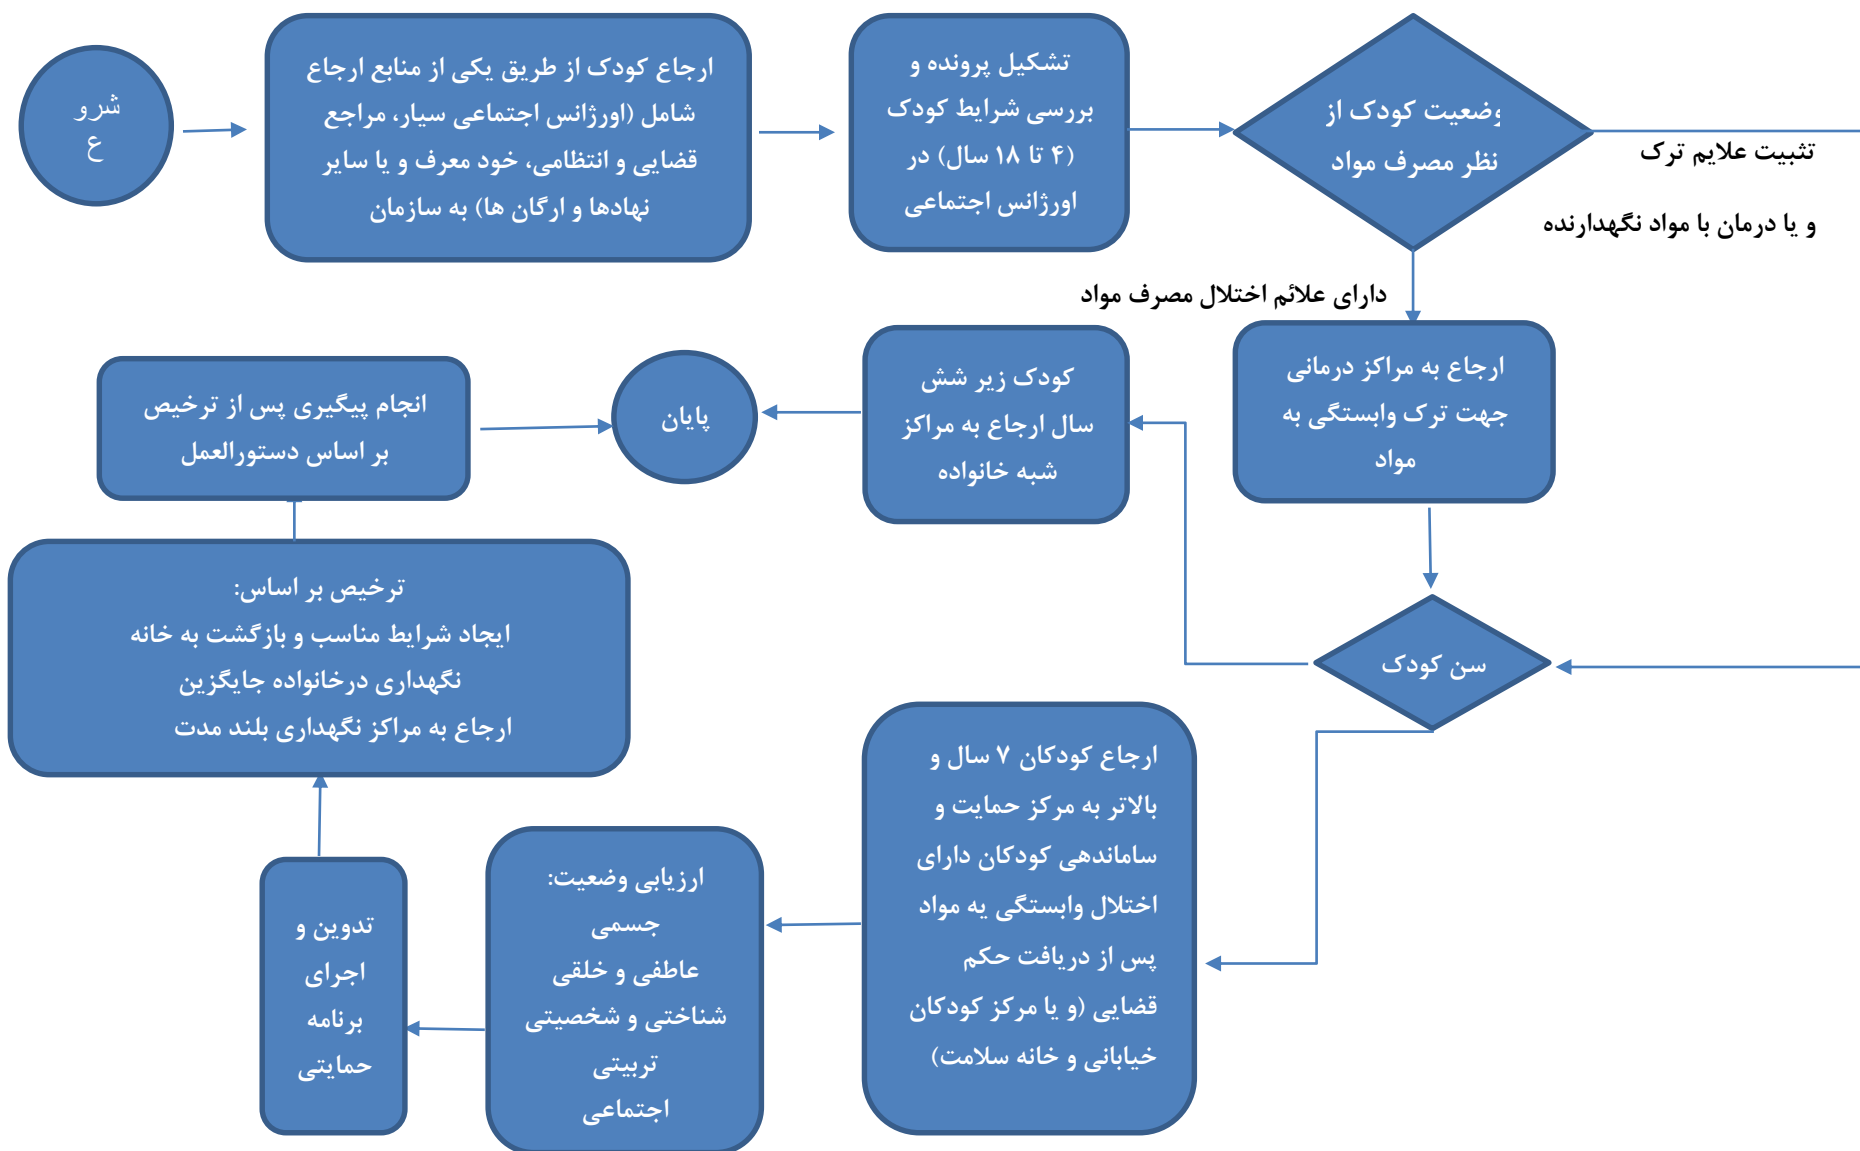 شرو
ع
ارجاع کودک از طریق یکی از منابع ارجاع
شامل (اورژانس اجتماعی سیار، مراجع
قضایی و انتظامی، خود معرف و یا سایر
نهادها و ارگان ها) به سازمان
تشکیل پرونده و
بررسی شرایط کودک
(۴ تا ۱۸ سال) در
اورژانس اجتماعی
وضعیت کودک از
نظر مصرف مواد
تثبیت علایم ترک
و یا درمان با مواد نگهدارنده
دارای علائم اختلال مصرف مواد
ارجاع به مراکز درمانی
جهت ترک وابستگی به
مواد
سن کودک
کودک زیر شش
سال ارجاع به مراکز
شبه خانواده
پایان
ارجاع کودکان ۷ سال و
بالاتر به مرکز حمایت و
ساماندهی کودکان دارای
اختلال وابستگی یه مواد
پس از دریافت حکم
قضایی (و یا مرکز کودکان
خیابانی و خانه سلامت)
ارزیابی وضعیت:
جسمی
عاطفی و خلقی
شناختی و شخصیتی
تربیتی
اجتماعی
تدوین و
اجرای
برنامه
حمایتی
ترخیص بر اساس:
ایجاد شرایط مناسب و بازگشت به خانه
نگهداری درخانواده جایگزین
ارجاع به مراکز نگهداری بلند مدت
انجام پیگیری پس از ترخیص
بر اساس دستورالعمل